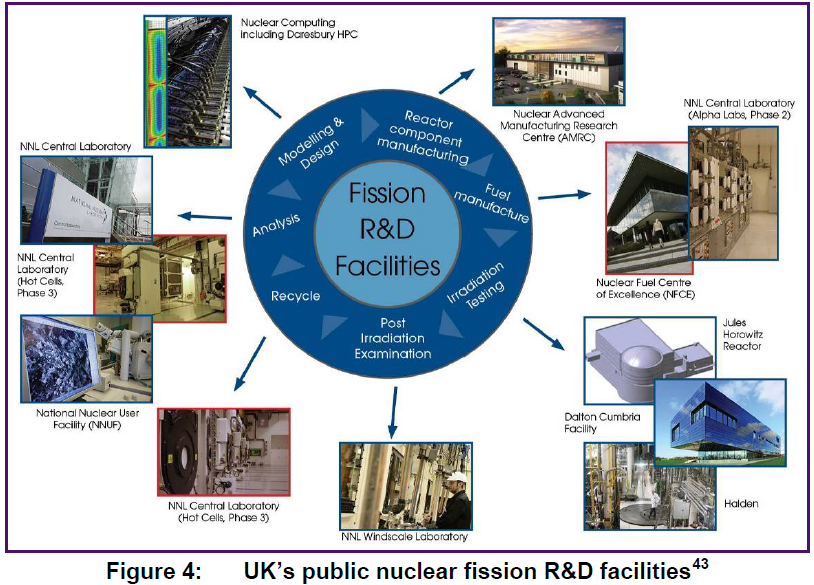 Nuclear Computing
including Daresbury HPC
Nuclear Advanced
Manufacturing Research
Centre (AMRC)
NNL Central Laboratory
(Alpha Labs, Phase 2)
NNL Central Laboratory
NATIONAL NUCLEAR
LABORATORY
NNL Central
Laboratory
(Hot Cells,
Phase 3)
Nuclear Fuel Centre
of Excellence (NFCE)
National Nuclear User
Facility (NNUF)
Jules
Horowitz
Reactor
Dalton Cumbria
Facility
Halden
NNL Central Laboratory
(Hot Cells, Phase 3)
NNL Windscale Laboratory
Fission
R&D
Facilities
Modelling &
Design
Reactor
component
manufacturing
Fuel
manufacture
Irradiation
Testing
Post
Irradiation
Examination
Recycle
Analysis
Figure 4: UK's public nuclear fission R&D facilities43